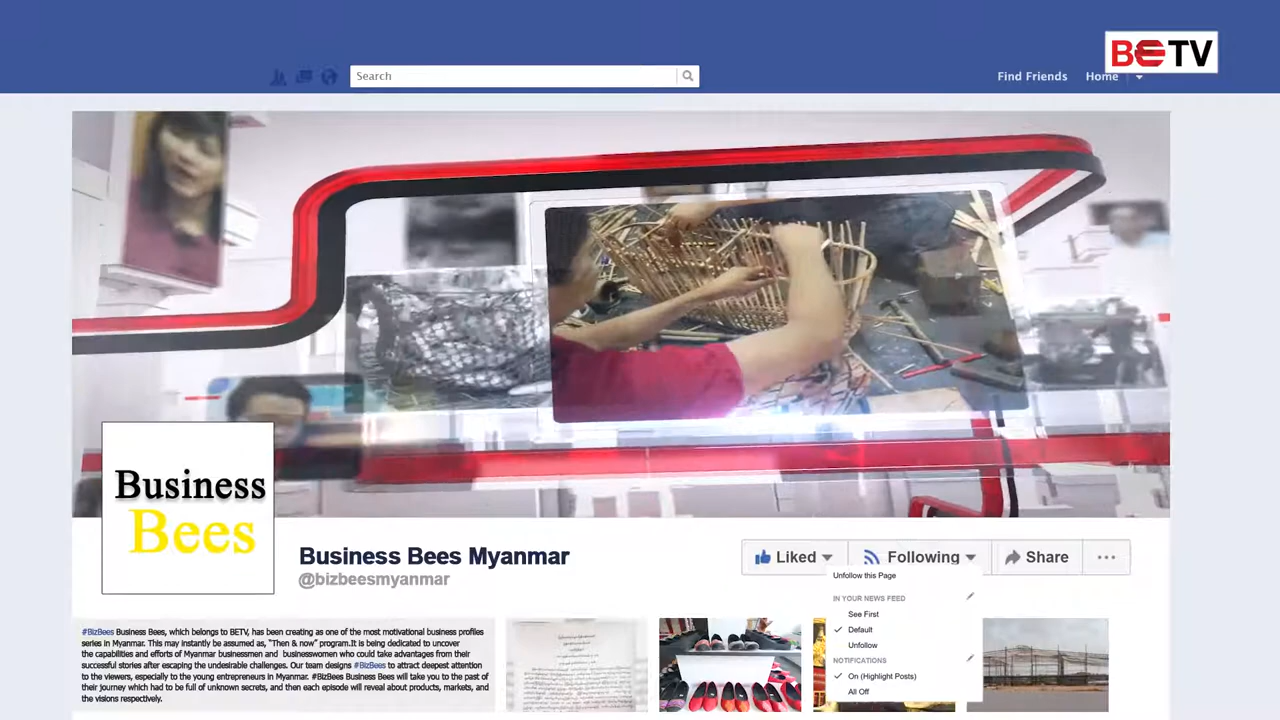 BETV
Search
Find Friends
Home
Business
Bees
Business Bees Myanmar
@bizbeesmyanmar
Liked
Following
Share
Unfollow this Page
IN YOUR NEWS FEED
See First
Default
Unfollow
NOTIFICATIONS
On (Highlight Posts)
All Off
#BizBees Business Bees, which belongs to BETV, has been creating as one of the most motivational business profiles
series in Myanmar. This may instantly be assumed as, "Then & now" program.It is being dedicated to uncover
the capabilities and efforts of Myanmar businessmen and businesswomen who could take advantages from their
successful stories after escaping the undesirable challenges. Our team designs #BizBees to attract deepest attention
to the viewers, especially to the young entrepreneurs in Myanmar. #BizBees Business Bees will take you to the past of
their journey which had to be full of unknown secrets, and then each episode will reveal about products, markets, and
the visions respectively.